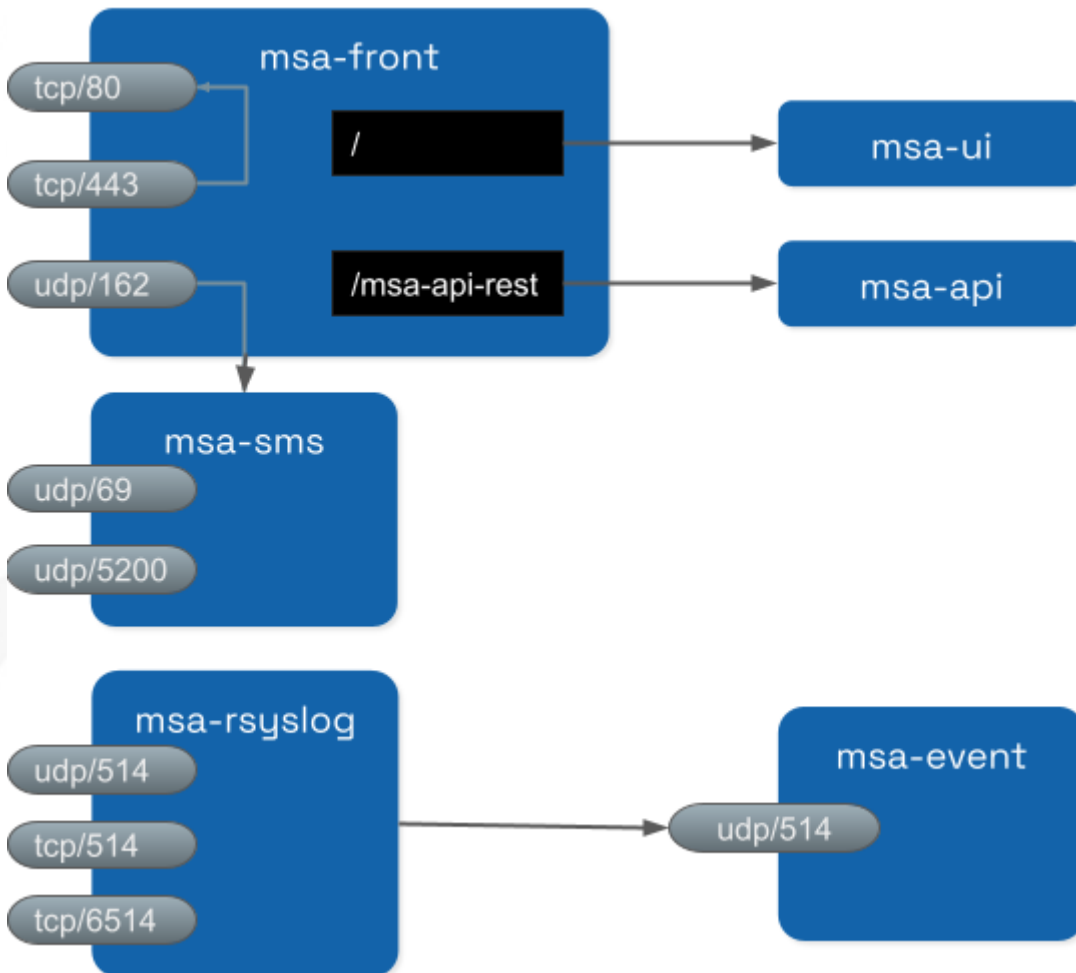 msa-front
tcp/80
/
msa-ui
tcp/443
udp/162
/msa-api-rest
msa-api
msa-sms
udp/69
udp/5200
msa-rsyslog
udp/514
tcp/514
tcp/6514
msa-event
udp/514